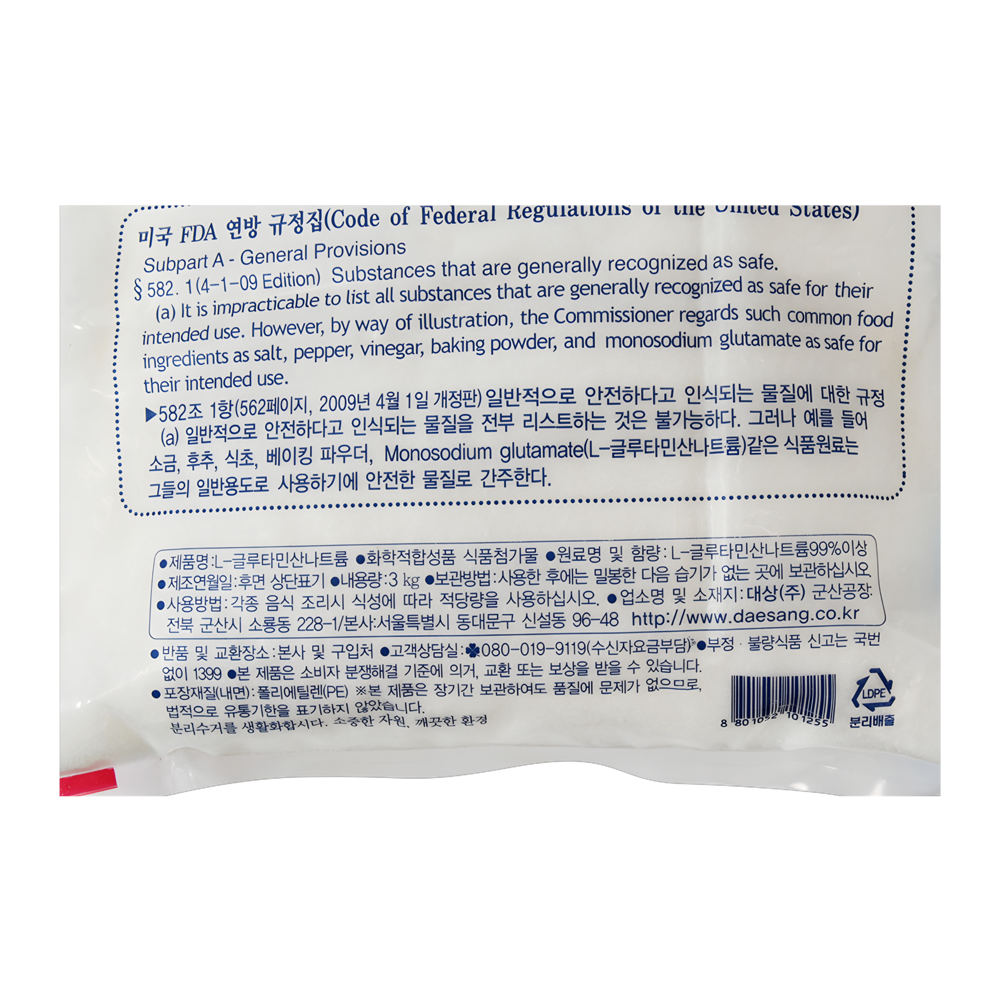 미국 FDA 연방 규정집(Code of Federal Regulations of the United States)
Subpart A - General Provisions
§ 582. 1(4-1-09 Edition) Substances that are generally recognized as safe.
(a) It is impracticable to list all substances that are generally recognized as safe for their
intended use. However, by way of illustration, the Commissioner regards such common food
ingredients as salt, pepper, vinegar, baking powder, and monosodium glutamate as safe for
their intended use.
▶582조 1항(562페이지, 2009년 4월 1일 개정판) 일반적으로 안전하다고 인식되는 물질에 대한 규정
(a) 일반적으로 안전하다고 인식되는 물질을 전부 리스트하는 것은 불가능하다. 그러나 예를 들어
소금, 후추, 식초, 베이킹 파우더, Monosodium glutamate(L-글루타민산나트륨)같은 식품원료는
그들의 일반용도로 사용하기에 안전한 물질로 간주한다.
●제품명:L-글루타민산나트륨 ●화학적합성품 식품첨가물 ●원료명 및 함량: L-글루타민산나트륨99%이상
●제조연월일:후면 상단표기 ●내용량:3 kg ●보관방법:사용한 후에는 밀봉한 다음 습기가 없는 곳에 보관하십시오.
●사용방법:각종 음식 조리시 식성에 따라 적당량을 사용하십시오. ●업소명 및 소재지:대상(주) 군산공장:
전북 군산시 소룡동 228-1/본사:서울특별시 동대문구 신설동 96-48 http://www.daesang.co.kr
●반품 및 교환장소:본사 및 구입처 ●고객상담실:✤080-019-9119(수신자요금부담)●부정·불량식품 신고는 국번
없이 1399 ●본 제품은 소비자 분쟁해결 기준에 의거, 교환 또는 보상을 받을 수 있습니다.
●포장재질(내면):폴리에틸렌(PE) ※본 제품은 장기간 보관하여도 품질에 문제가 없으므로,
법적으로 유통기한을 표기하지 않았습니다.
분리수거를 생활화합시다. 소중한 자원, 깨끗한 환경
8 801052 101255
LDPE
분리배출